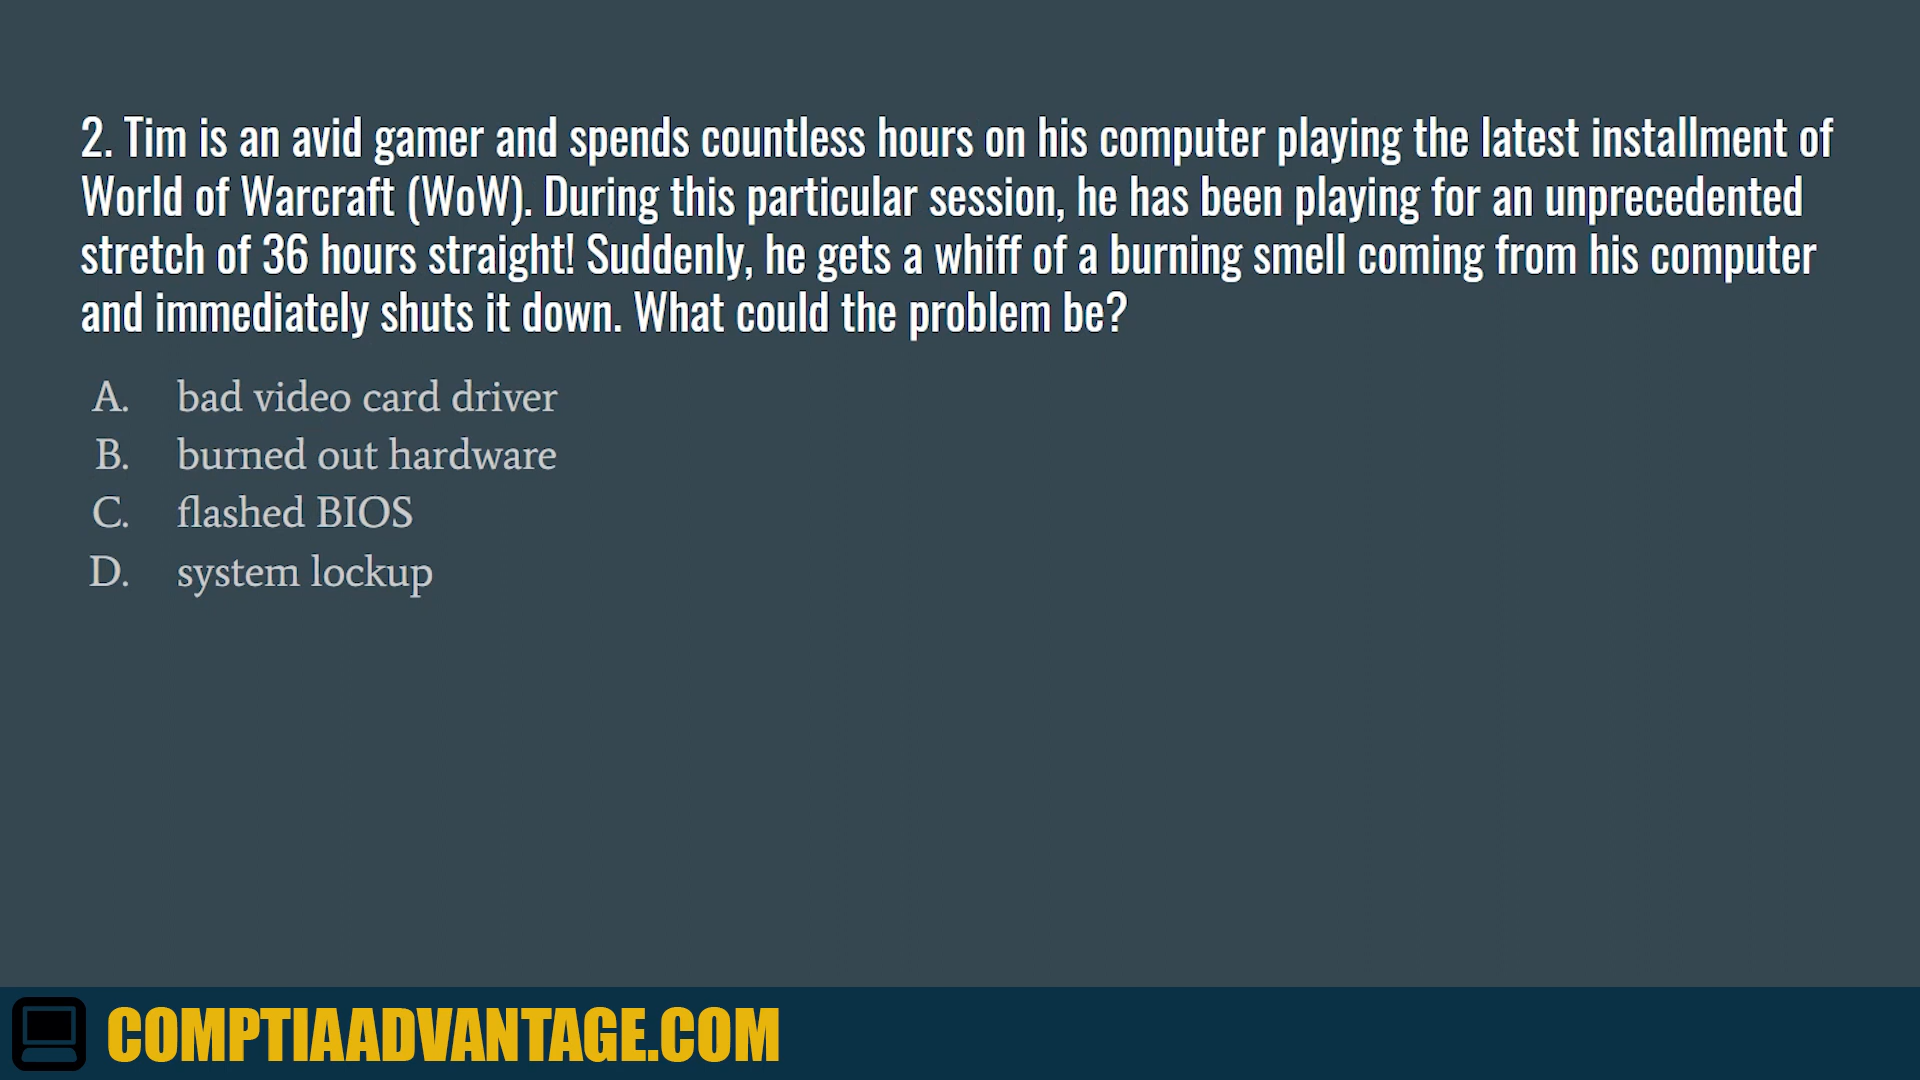 2. Tim is an avid gamer and spends countless hours on his computer playing the latest installment of
World of Warcraft (WoW). During this particular session, he has been playing for an unprecedented
stretch of 36 hours straight! Suddenly, he gets a whiff of a burning smell coming from his computer
and immediately shuts it down. What could the problem be?
A. bad video card driver
B. burned out hardware
C. flashed BIOS
D. system lockup
COMPTIAADVANTAGE.COM